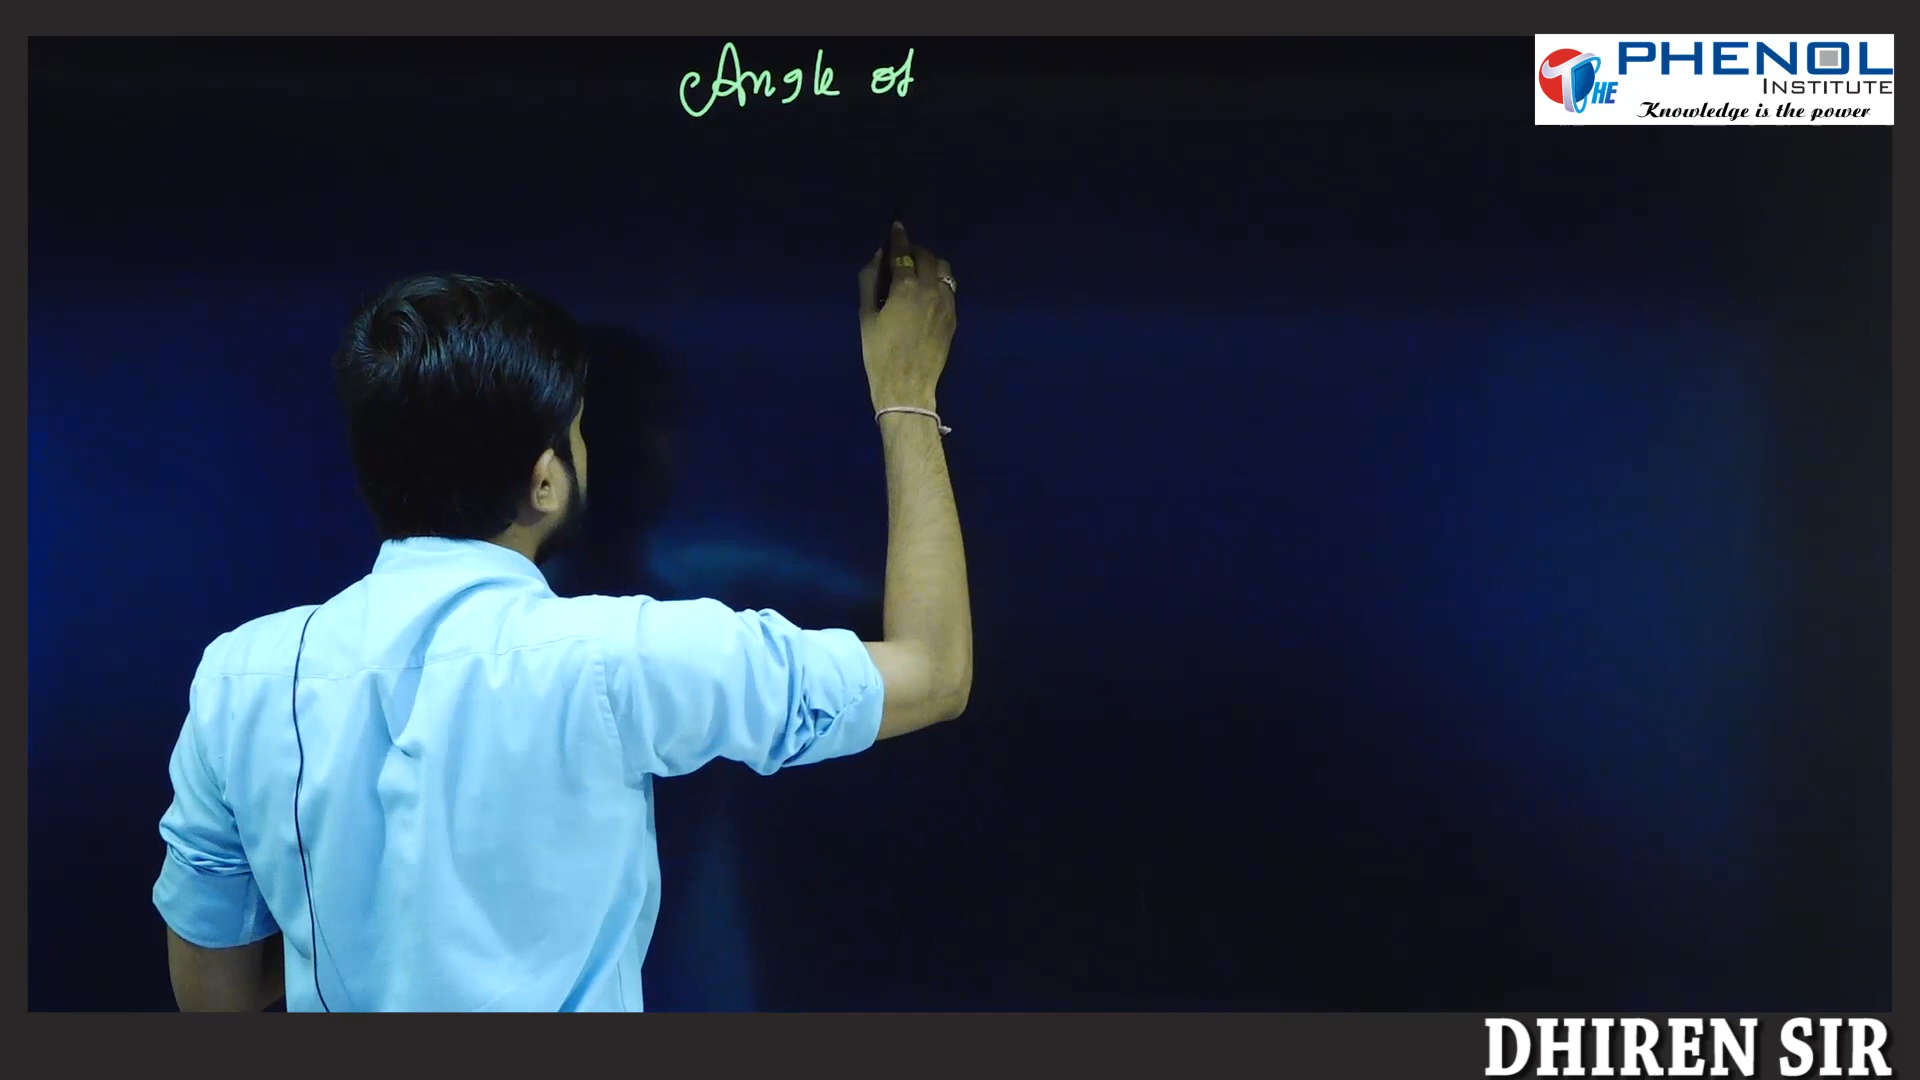 Angle of
THE PHENOL
INSTITUTE
Knowledge is the power
DHIREN SIR